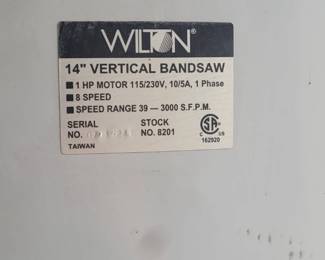 WILTON®
14" VERTICAL BANDSAW
■ 1 HP MOTOR 115/230V, 10/5A, 1 Phase
■ 8 SPEED
■ SPEED RANGE 39 — 3000 S.F.P.M.
SERIAL STOCK
NO. NO. 8201
TAIWAN
C US
162920